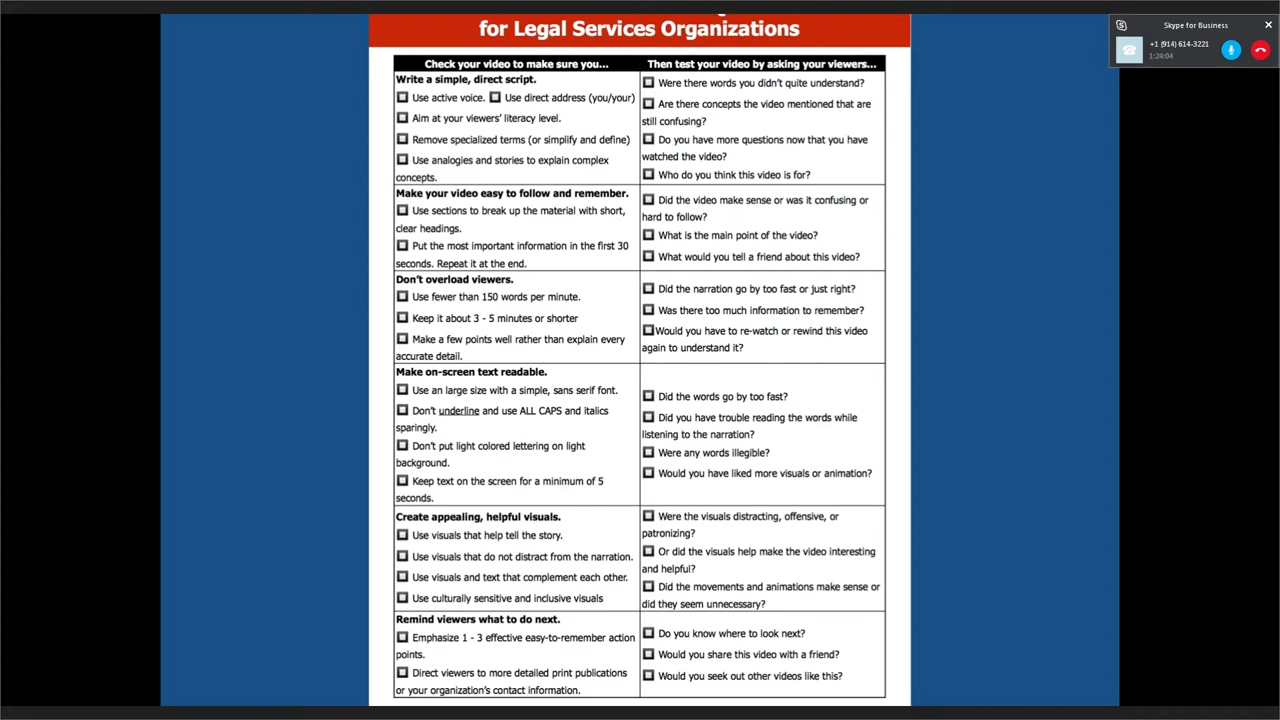 for Legal Services Organizations
Skype for Business
+1 (914) 614-3221
1:24:04
Check your video to make sure you...
Then test your video by asking your viewers...
Write a simple, direct script.
Use active voice. Use direct address (you/your)
Aim at your viewers' literacy level.
Remove specialized terms (or simplify and define)
Use analogies and stories to explain complex
concepts.
Were there words you didn't quite understand?
Are there concepts the video mentioned that are
still confusing?
Do you have more questions now that you have
watched the video?
Who do you think this video is for?
Make your video easy to follow and remember.
Use sections to break up the material with short,
clear headings.
Put the most important information in the first 30
seconds. Repeat it at the end.
Did the video make sense or was it confusing or
hard to follow?
What is the main point of the video?
What would you tell a friend about this video?
Don't overload viewers.
Use fewer than 150 words per minute.
Keep it about 3 - 5 minutes or shorter
Make a few points well rather than explain every
accurate detail.
Did the narration go by too fast or just right?
Was there too much information to remember?
Would you have to re-watch or rewind this video
again to understand it?
Make on-screen text readable.
Use an large size with a simple, sans serif font.
Don't underline and use ALL CAPS and italics
sparingly.
Don't put light colored lettering on light
background.
Keep text on the screen for a minimum of 5
seconds.
Did the words go by too fast?
Did you have trouble reading the words while
listening to the narration?
Were any words illegible?
Would you have liked more visuals or animation?
Create appealing, helpful visuals.
Use visuals that help tell the story.
Use visuals that do not distract from the narration.
Use visuals and text that complement each other.
Use culturally sensitive and inclusive visuals
Were the visuals distracting, offensive, or
patronizing?
Or did the visuals help make the video interesting
and helpful?
Did the movements and animations make sense or
did they seem unnecessary?
Remind viewers what to do next.
Emphasize 1 - 3 effective easy-to-remember action
points.
Direct viewers to more detailed print publications
or your organization's contact information.
Do you know where to look next?
Would you share this video with a friend?
Would you seek out other videos like this?